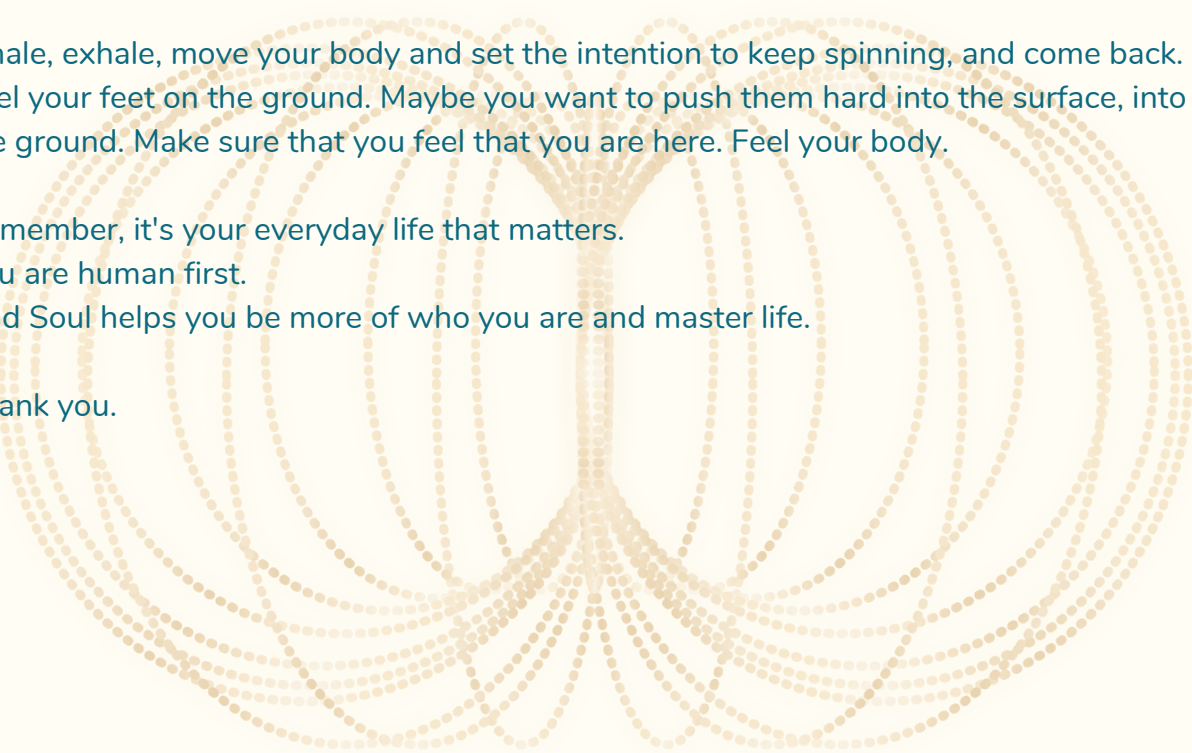 hale, exhale, move your body and set the intention to keep spinning, and come back.
el your feet on the ground. Maybe you want to push them hard into the surface, into
e ground. Make sure that you feel that you are here. Feel your body.
member, it's your everyday life that matters.
u are human first.
d Soul helps you be more of who you are and master life.
ank you.